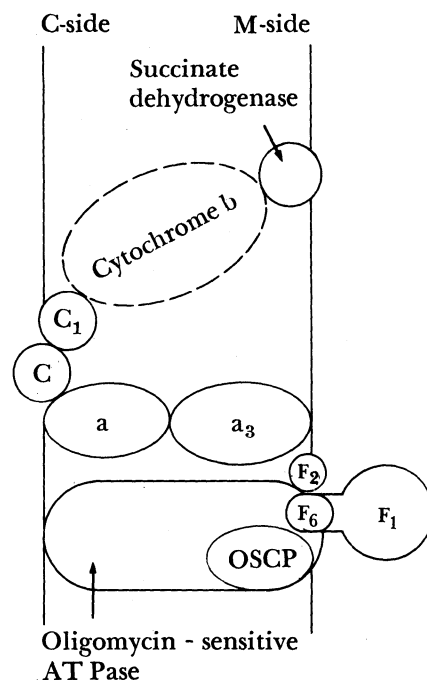 C-side
M-side
Succinate
dehydrogenase
Cytochrome b
C1
C
a
a3
F2
F6
F1
OSCP
Oligomycin - sensitive
AT Pase